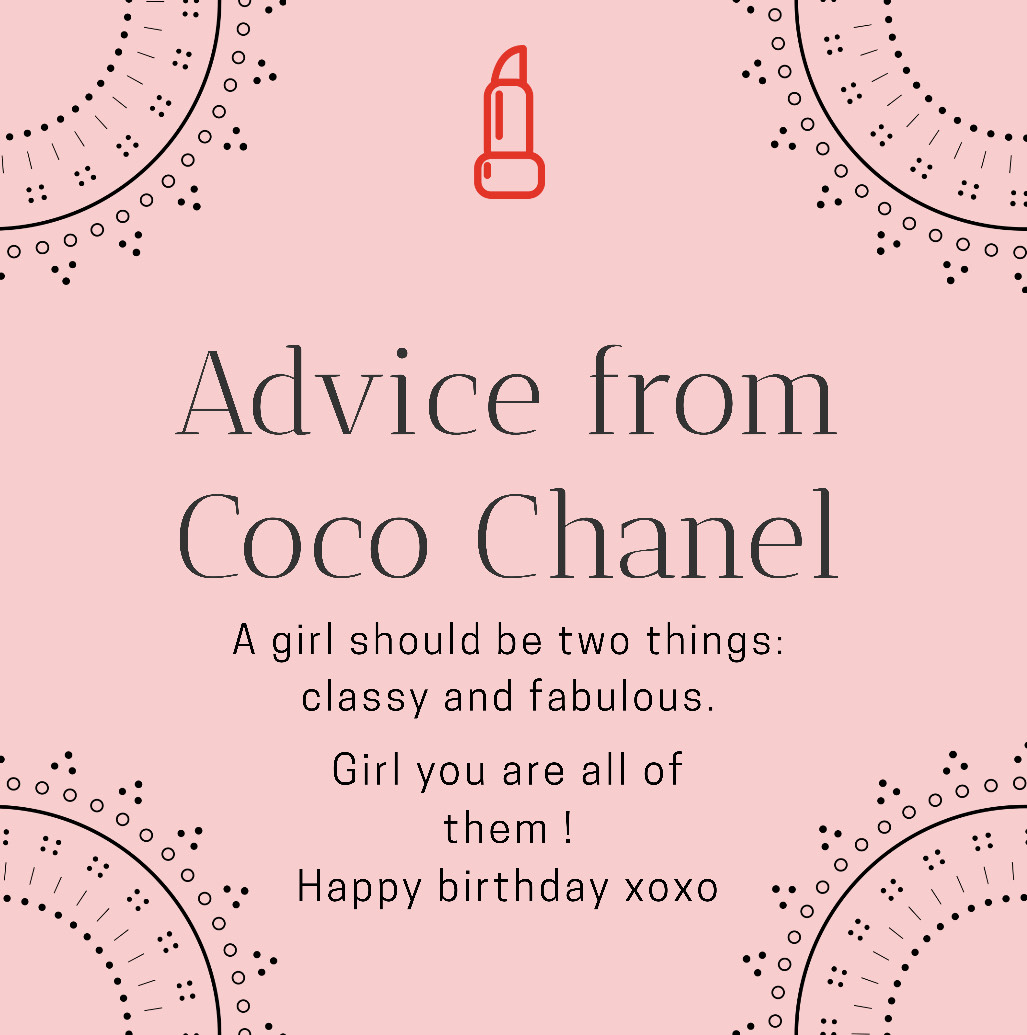 Advice from
Coco Chanel
A girl should be two things:
classy and fabulous.
Girl you are all of
them !
Happy birthday xoxo